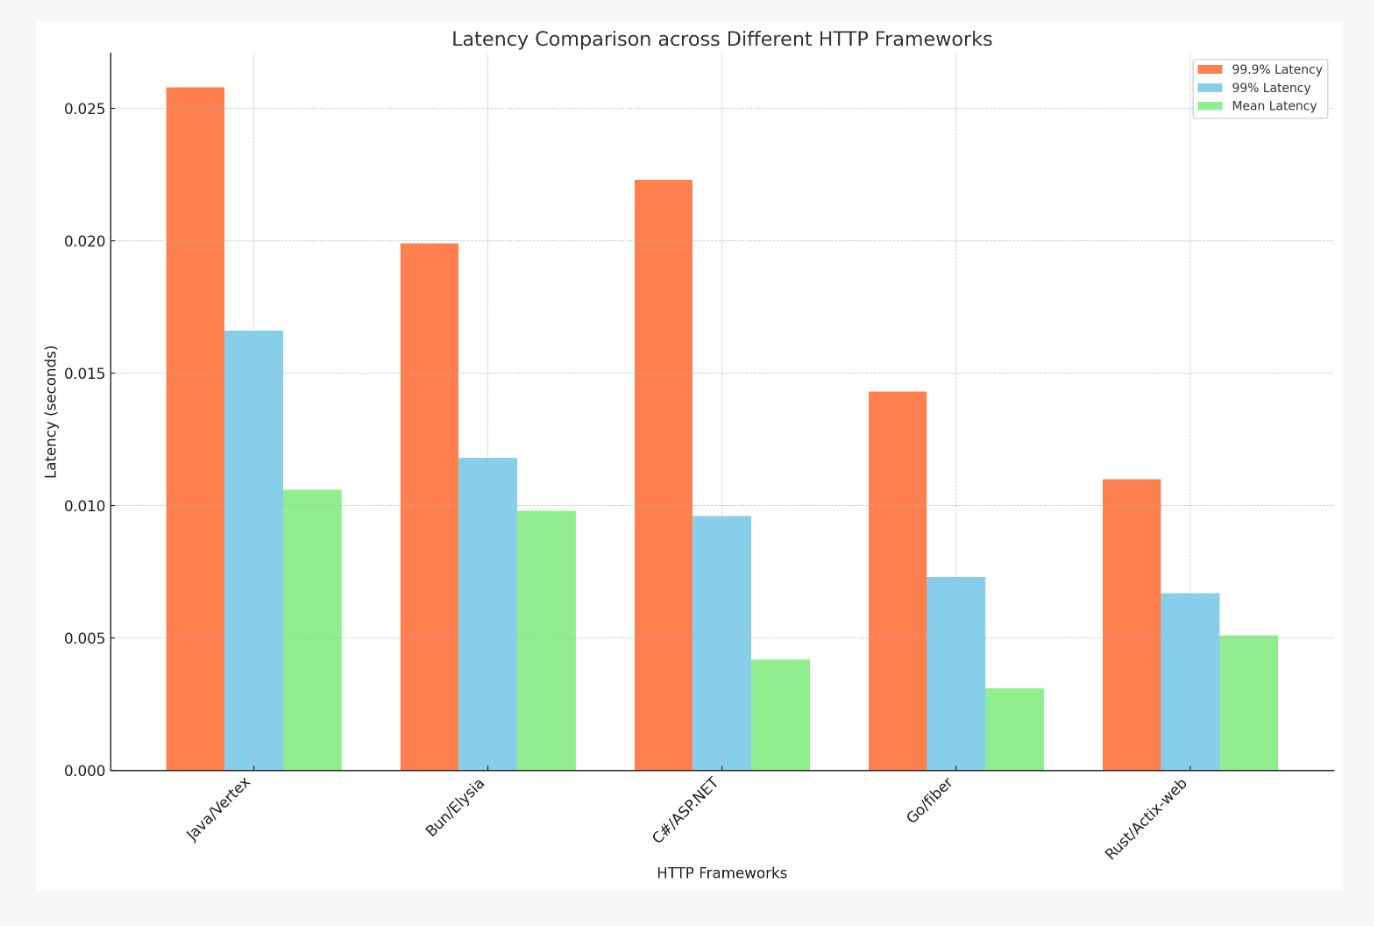 Latency Comparison across Different HTTP Frameworks
99.9% Latency
99% Latency
Mean Latency
Latency (seconds)
0.025
0.020
0.015
0.010
0.005
0.000
Java/Vertex
Bun/Elysia
C#/ASP.NET
Go/fiber
Rust/Actix-web
HTTP Frameworks